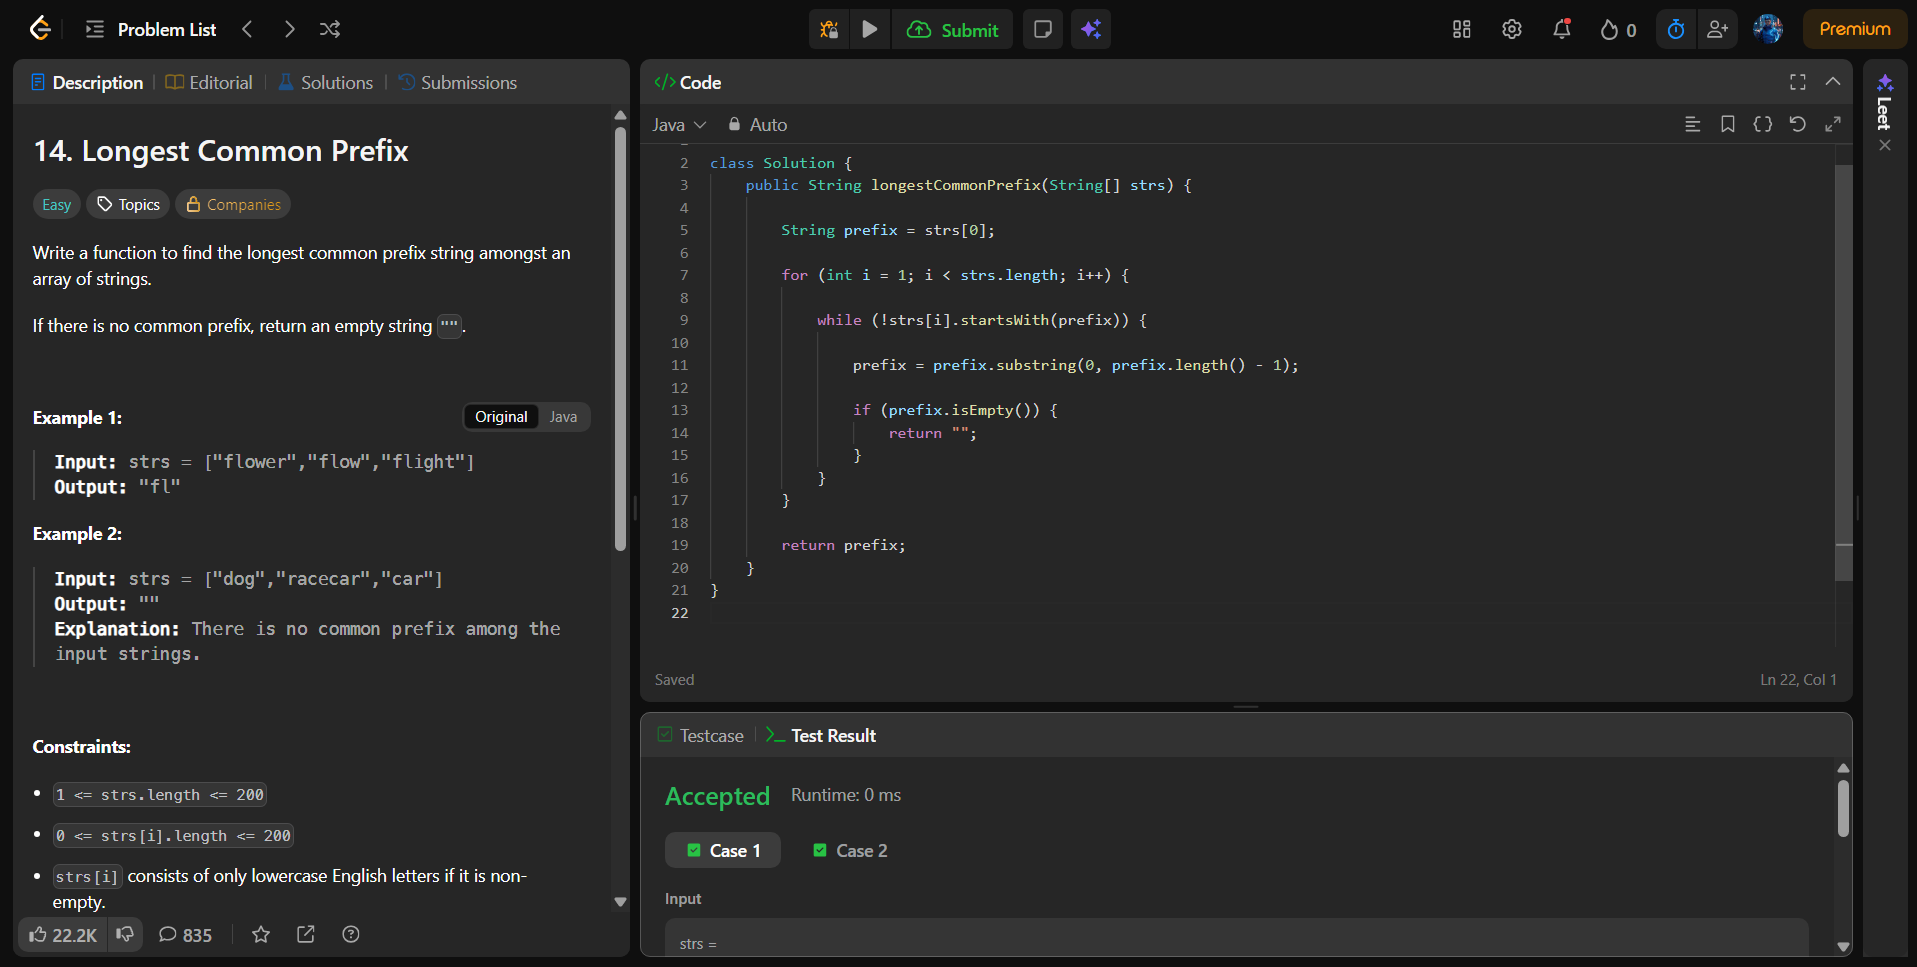 Problem List
Submit
0
Premium
Description
Editorial
Solutions
Submissions
14. Longest Common Prefix
Easy
Topics
Companies
Write a function to find the longest common prefix string amongst an
array of strings.
If there is no common prefix, return an empty string "".
Example 1:
Original
Java
Input: strs = ["flower","flow","flight"]
Output: "fl"
Example 2:
Input: strs = ["dog","racecar","car"]
Output: ""
Explanation: There is no common prefix among the
input strings.
Constraints:
• 1 <= strs.length <= 200
• 0 <= strs[i].length <= 200
• strs[i] consists of only lowercase English letters if it is non-
empty.
22.2K
835
</> Code
Java
Auto
2 class Solution {
3     public String longestCommonPrefix(String[] strs) {
4
5         String prefix = strs[0];
6
7         for (int i = 1; i < strs.length; i++) {
8
9             while (!strs[i].startsWith(prefix)) {
10
11                 prefix = prefix.substring(0, prefix.length() - 1);
12
13                 if (prefix.isEmpty()) {
14                     return "";
15                 }
16             }
17         }
18
19         return prefix;
20     }
21 }
22
Saved
Ln 22, Col 1
Testcase
Test Result
Accepted
Runtime: 0 ms
Case 1
Case 2
Input
strs =
Leet